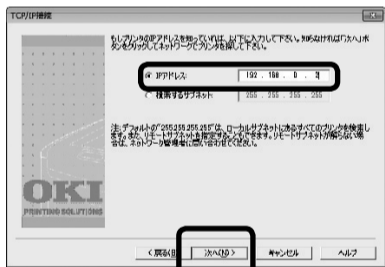 TCP/IP接続
もしプリンタのIPアドレスを知っていれば、以下に入力して下さい。知らなければ「次へ」ボ
タンをクリックしてネットワークでプリンタを探して下さい。
IPアドレス: 192 . 168 . 0 . 2
検索するサブネット 255 . 255 . 255 . 255
注: デフォルトの"255.255.255.255"は、ローカルサブネットにあるすべてのプリンタを検索し
ます。また、リモートサブネットを指定することもできます。リモートサブネットが解らない場
合は、ネットワーク管理者に問い合わせてください。
OKI
PRINTING SOLUTIONS
< 戻る(B) 次へ(N) > キャンセル ヘルプ